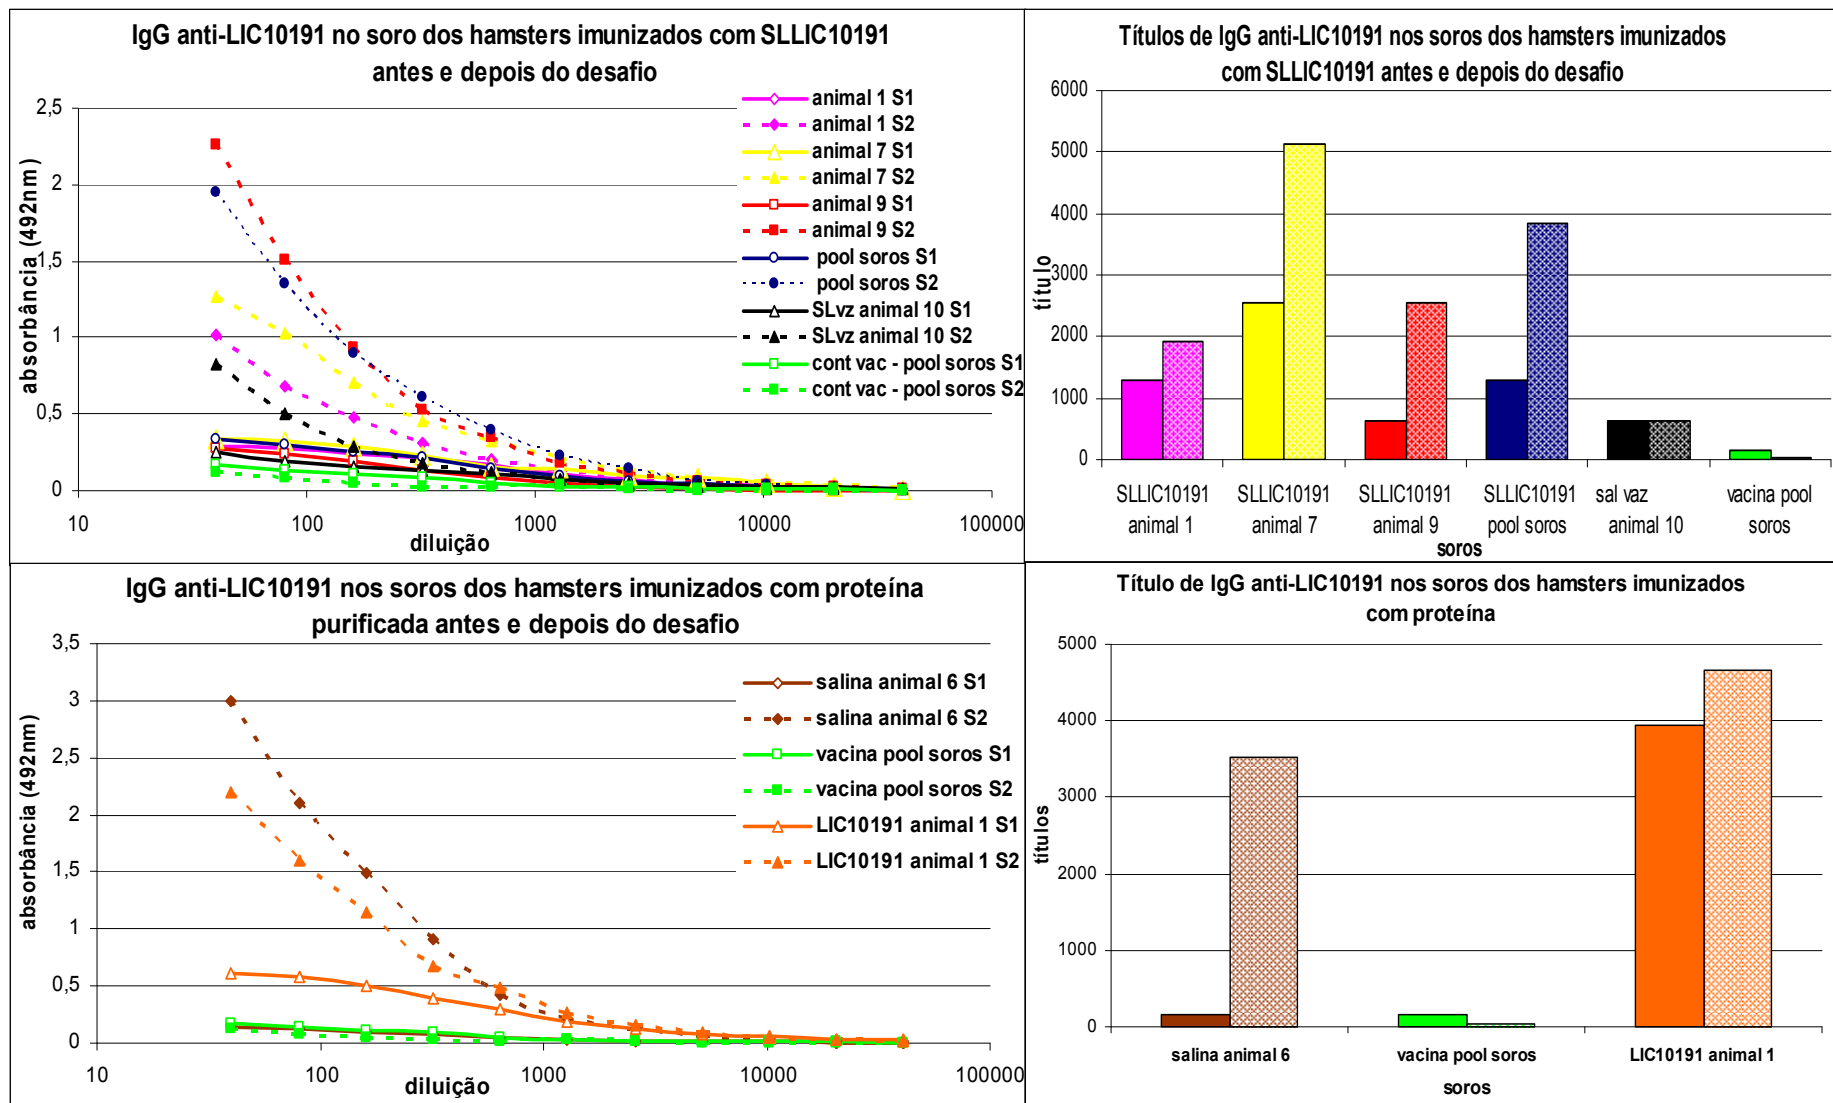 IgG anti-LIC10191 no soro dos hamsters imunizados com SLLIC10191
antes e depois do desafio
absorbância (492nm)
2,5
2
1,5
1
0,5
0
10
100
1000
10000
100000
diluição
animal 1 S1
animal 1 S2
animal 7 S1
animal 7 S2
animal 9 S1
animal 9 S2
pool soros S1
pool soros S2
SLvz animal 10 S1
SLvz animal 10 S2
cont vac - pool soros S1
cont vac - pool soros S2
Títulos de IgG anti-LIC10191 nos soros dos hamsters imunizados
com SLLIC10191 antes e depois do desafio
título
6000
5000
4000
3000
2000
1000
0
SLLIC10191
animal 1
SLLIC10191
animal 7
SLLIC10191
animal 9
SLLIC10191
pool soros
sal vaz
animal 10
vacina pool
soros
soros
IgG anti-LIC10191 nos soros dos hamsters imunizados com proteína
purificada antes e depois do desafio
absorbância (492nm)
3,5
3
2,5
2
1,5
1
0,5
0
10
100
1000
10000
100000
diluição
salina animal 6 S1
salina animal 6 S2
vacina pool soros S1
vacina pool soros S2
LIC10191 animal 1 S1
LIC10191 animal 1 S2
Título de IgG anti-LIC10191 nos soros dos hamsters imunizados
com proteína
títulos
5000
4000
3000
2000
1000
0
salina animal 6
vacina pool soros
LIC10191 animal 1
soros